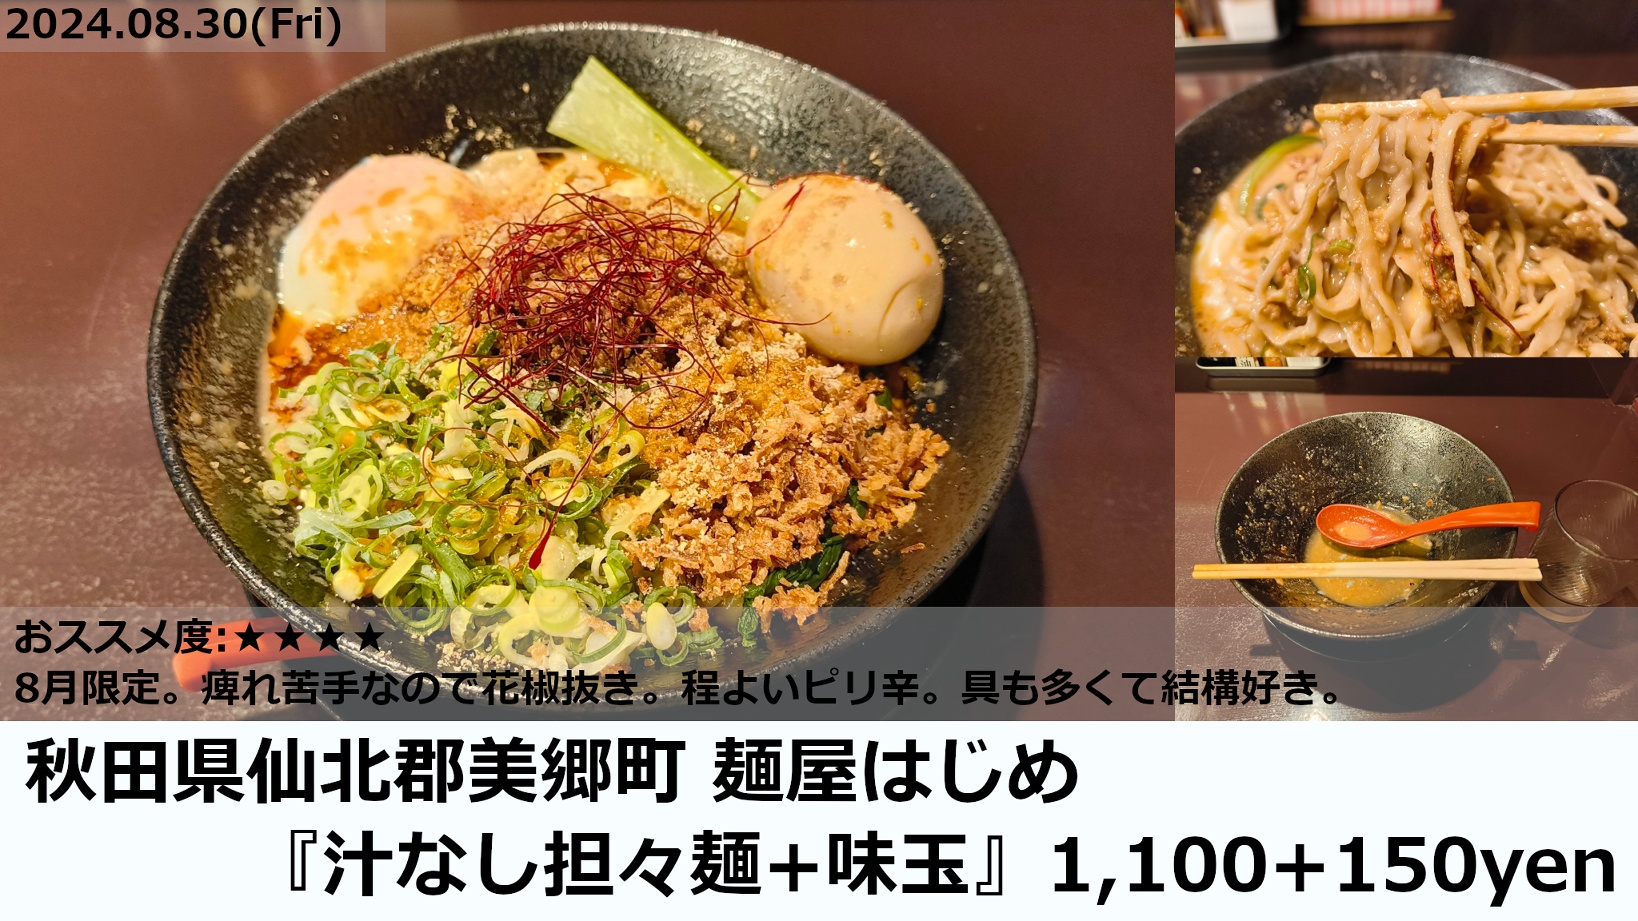 2024.08.30(Fri)
おススメ度:★★★★
8月限定。痺れ苦手なので花椒抜き。程よいピリ辛。具も多くて結構好き。
秋田県仙北郡美郷町 麺屋はじめ
『汁なし担々麺+味玉』1,100+150yen